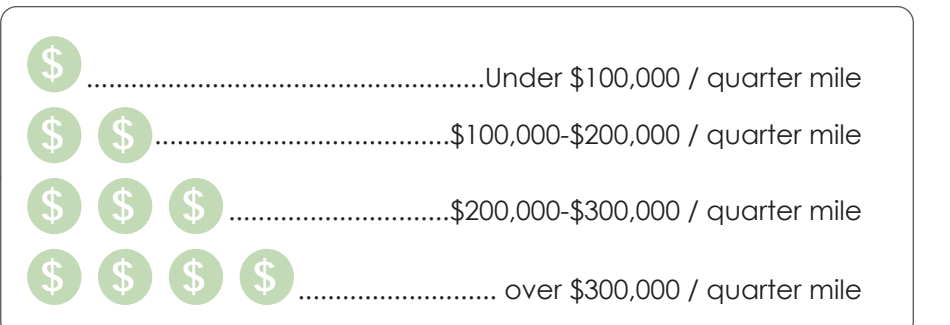 $ ......................................................Under $100,000 / quarter mile
$ $ ........................................$100,000-$200,000 / quarter mile
$ $ $ ..............................$200,000-$300,000 / quarter mile
$ $ $ $ ........................... over $300,000 / quarter mile